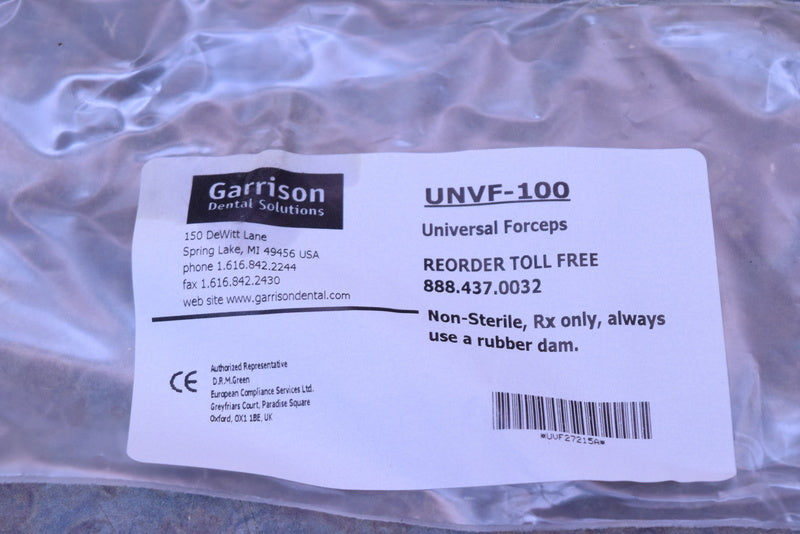 Garrison
Dental Solutions
150 DeWitt Lane
Spring Lake, MI 49456 USA
phone 1.616.842.2244
fax 1.616.842.2430
web site www.garrisondental.com
CE
Authorized Representative
D.R.M.Green
European Compliance Services Ltd.
Greyfriars Court, Paradise Square
Oxford, OX1 1BE, UK
UNVF-100
Universal Forceps
REORDER TOLL FREE
888.437.0032
Non-Sterile, Rx only, always
use a rubber dam.
*UVF27215A*